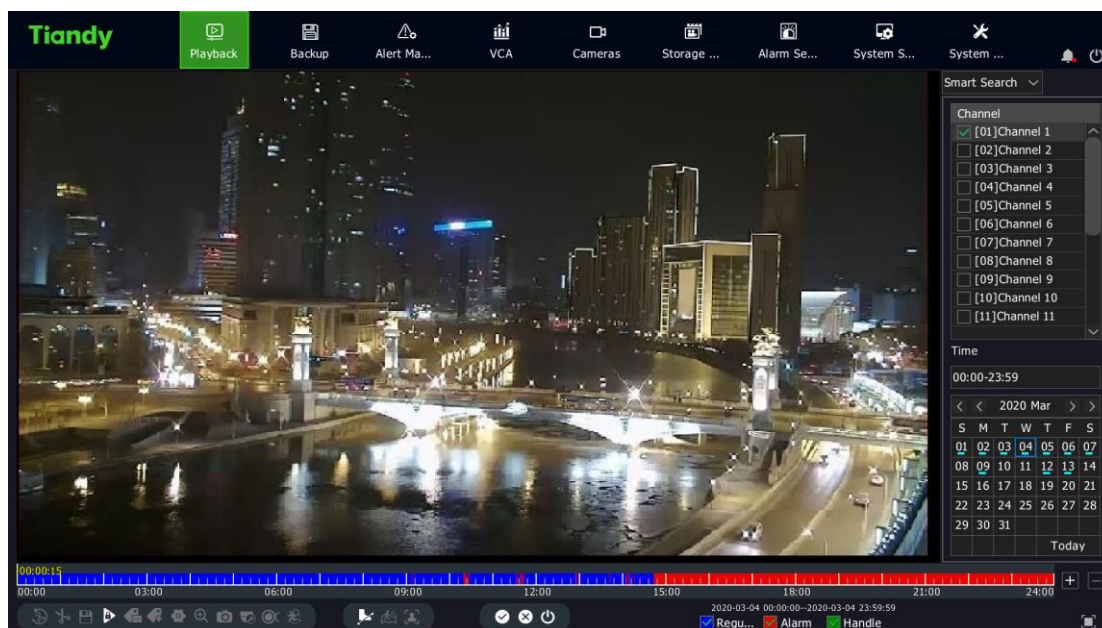 Tiandy
Playback
Backup
Alert Ma...
VCA
Cameras
Storage ...
Alarm Se...
System S...
System ...
Smart Search
Channel
[01]Channel 1
[02]Channel 2
[03]Channel 3
[04]Channel 4
[05]Channel 5
[06]Channel 6
[07]Channel 7
[08]Channel 8
[09]Channel 9
[10]Channel 10
[11]Channel 11
Time
00:00-23:59
< < 2020 Mar > >
S M T W T F S
01 02 03 04 05 06 07
08 09 10 11 12 13 14
15 16 17 18 19 20 21
22 23 24 25 26 27 28
29 30 31
Today
00:00:15
00:00 03:00 06:00 09:00 12:00 15:00 18:00 21:00 24:00
2020-03-04 00:00:00--2020-03-04 23:59:59
Regu... Alarm Handle